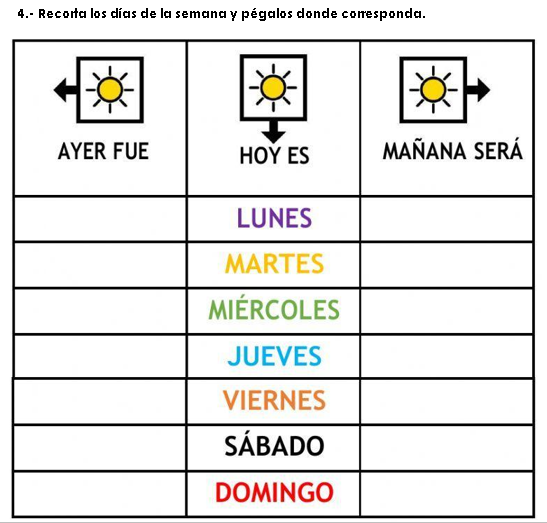 4.- Recorta los días de la semana y pégalos donde corresponda.
AYER FUE HOY ES MAÑANA SERÁ
LUNES
MARTES
MIÉRCOLES
JUEVES
VIERNES
SÁBADO
DOMINGO